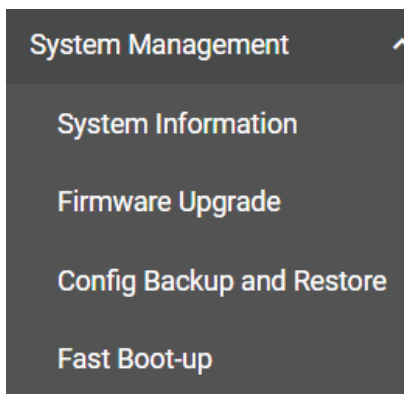 System Management
System Information
Firmware Upgrade
Config Backup and Restore
Fast Boot-up